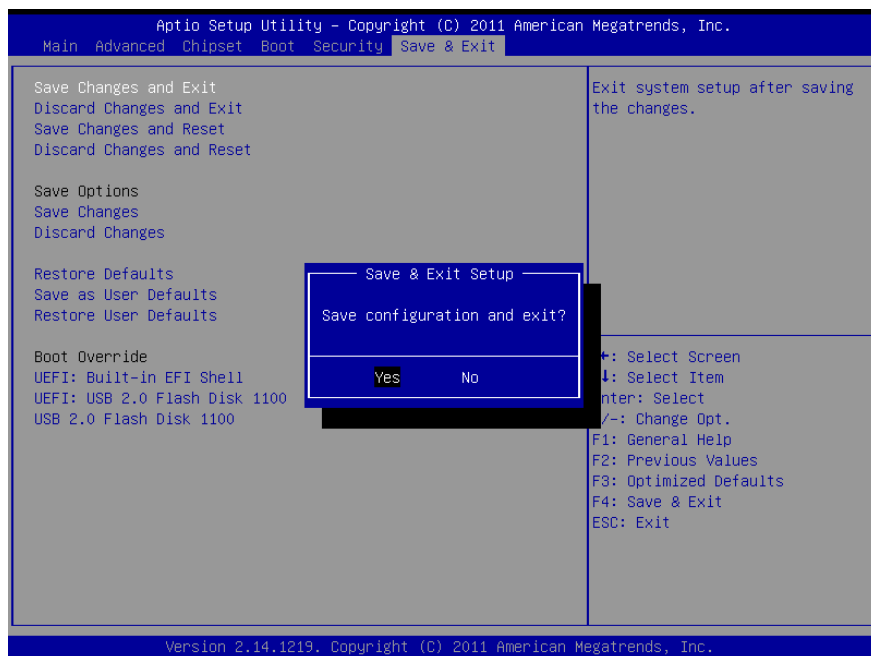 Aptio Setup Utility – Copyright (C) 2011 American Megatrends, Inc.
Main Advanced Chipset Boot Security Save & Exit
Save Changes and Exit
Discard Changes and Exit
Save Changes and Reset
Discard Changes and Reset
Save Options
Save Changes
Discard Changes
Restore Defaults
Save as User Defaults
Restore User Defaults
Boot Override
UEFI: Built-in EFI Shell
UEFI: USB 2.0 Flash Disk 1100
USB 2.0 Flash Disk 1100
Save & Exit Setup
Save configuration and exit?
Yes No
Exit system setup after saving
the changes.
←: Select Screen
↓: Select Item
nter: Select
/-: Change Opt.
F1: General Help
F2: Previous Values
F3: Optimized Defaults
F4: Save & Exit
ESC: Exit
Version 2.14.1219. Copyright (C) 2011 American Megatrends, Inc.